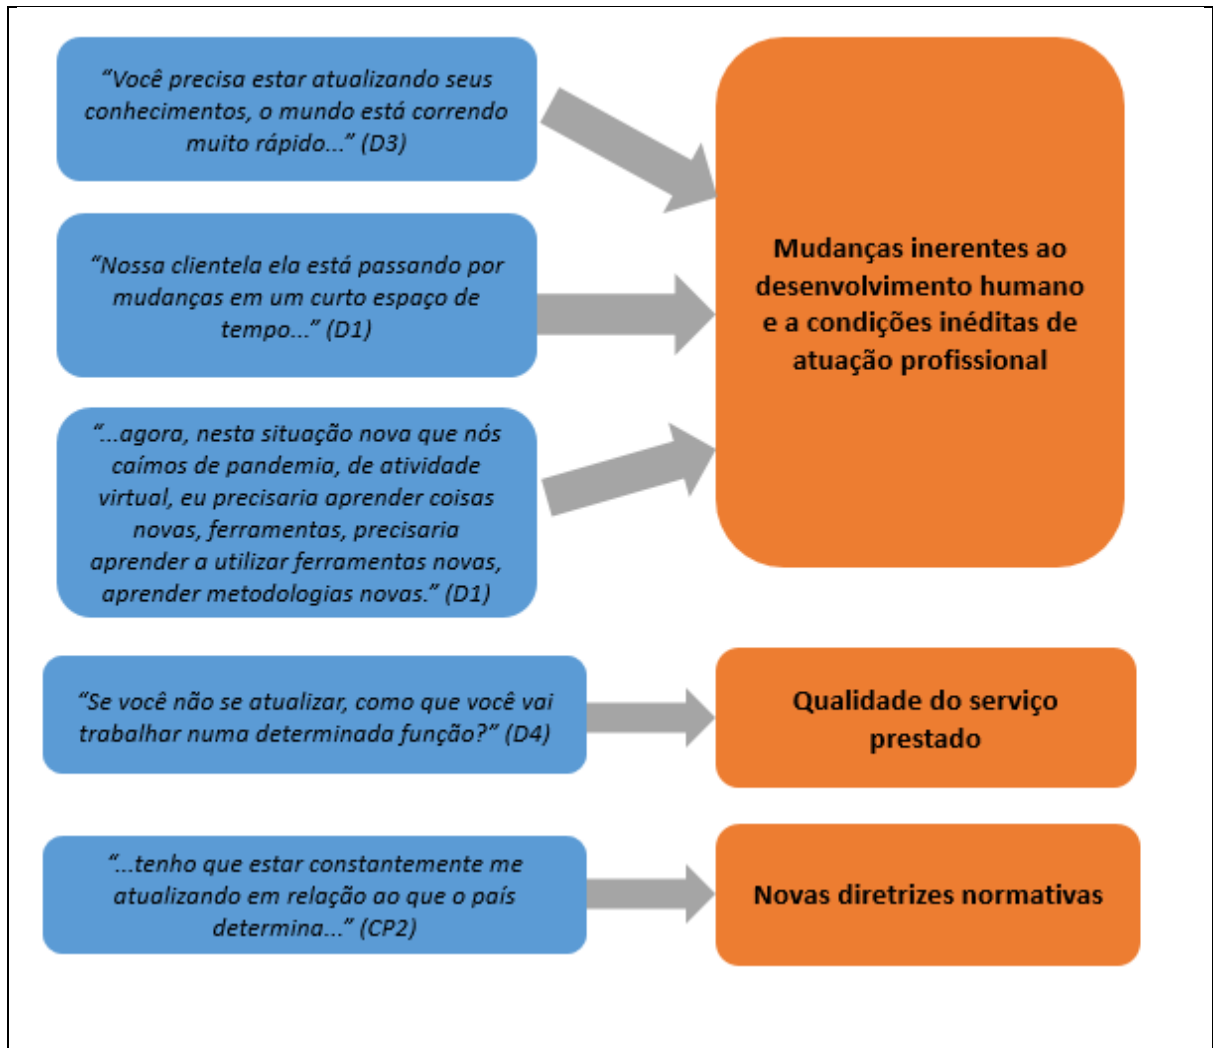 “Você precisa estar atualizando seus
conhecimentos, o mundo está correndo
muito rápido...” (D3)
“Nossa clientela ela está passando por
mudanças em um curto espaço de
tempo...” (D1)
“...agora, nesta situação nova que nós
caímos de pandemia, de atividade
virtual, eu precisaria aprender coisas
novas, ferramentas, precisaria
aprender a utilizar ferramentas novas,
aprender metodologias novas.” (D1)
Mudanças inerentes ao
desenvolvimento humano
e a condições inéditas de
atuação profissional
“Se você não se atualizar, como que você vai
trabalhar numa determinada função?” (D4)
Qualidade do serviço
prestado
“...tenho que estar constantemente me
atualizando em relação ao que o país
determina...” (CP2)
Novas diretrizes normativas